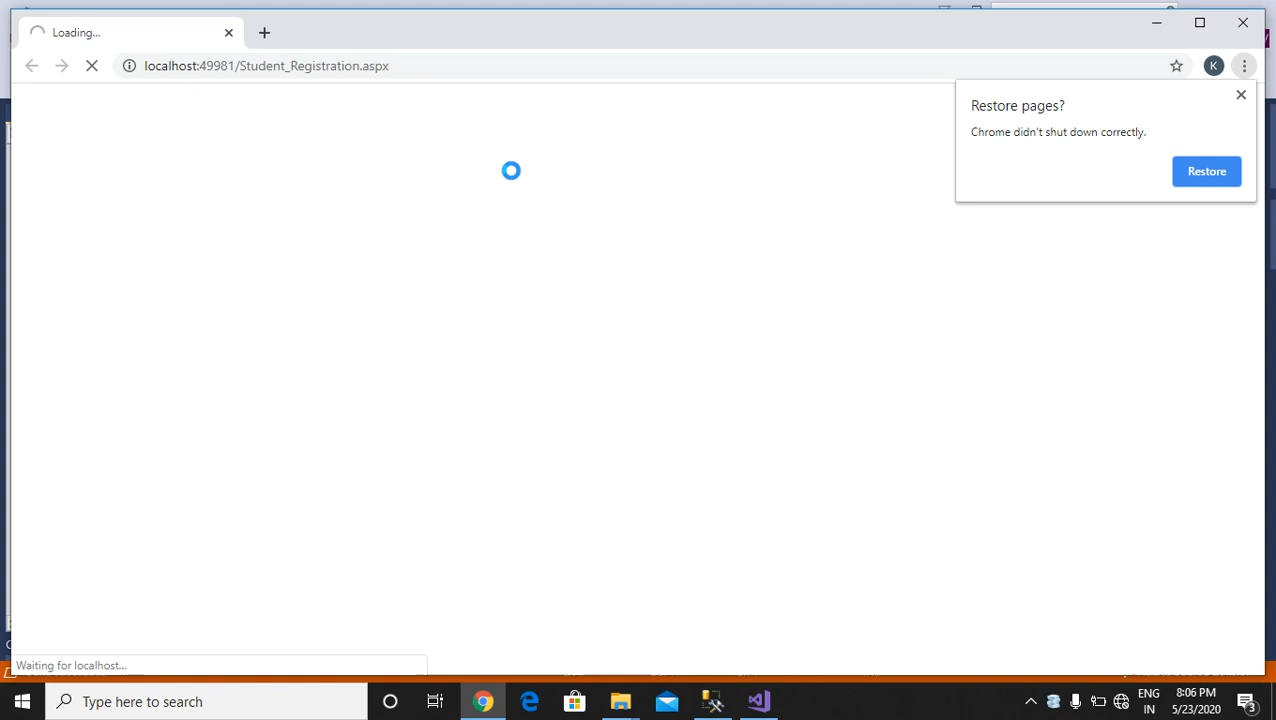 Loading...
localhost:49981/Student_Registration.aspx
K
Restore pages?
Chrome didn't shut down correctly.
Restore
Waiting for localhost...
Type here to search
ENG
IN
8:06 PM
5/23/2020
3